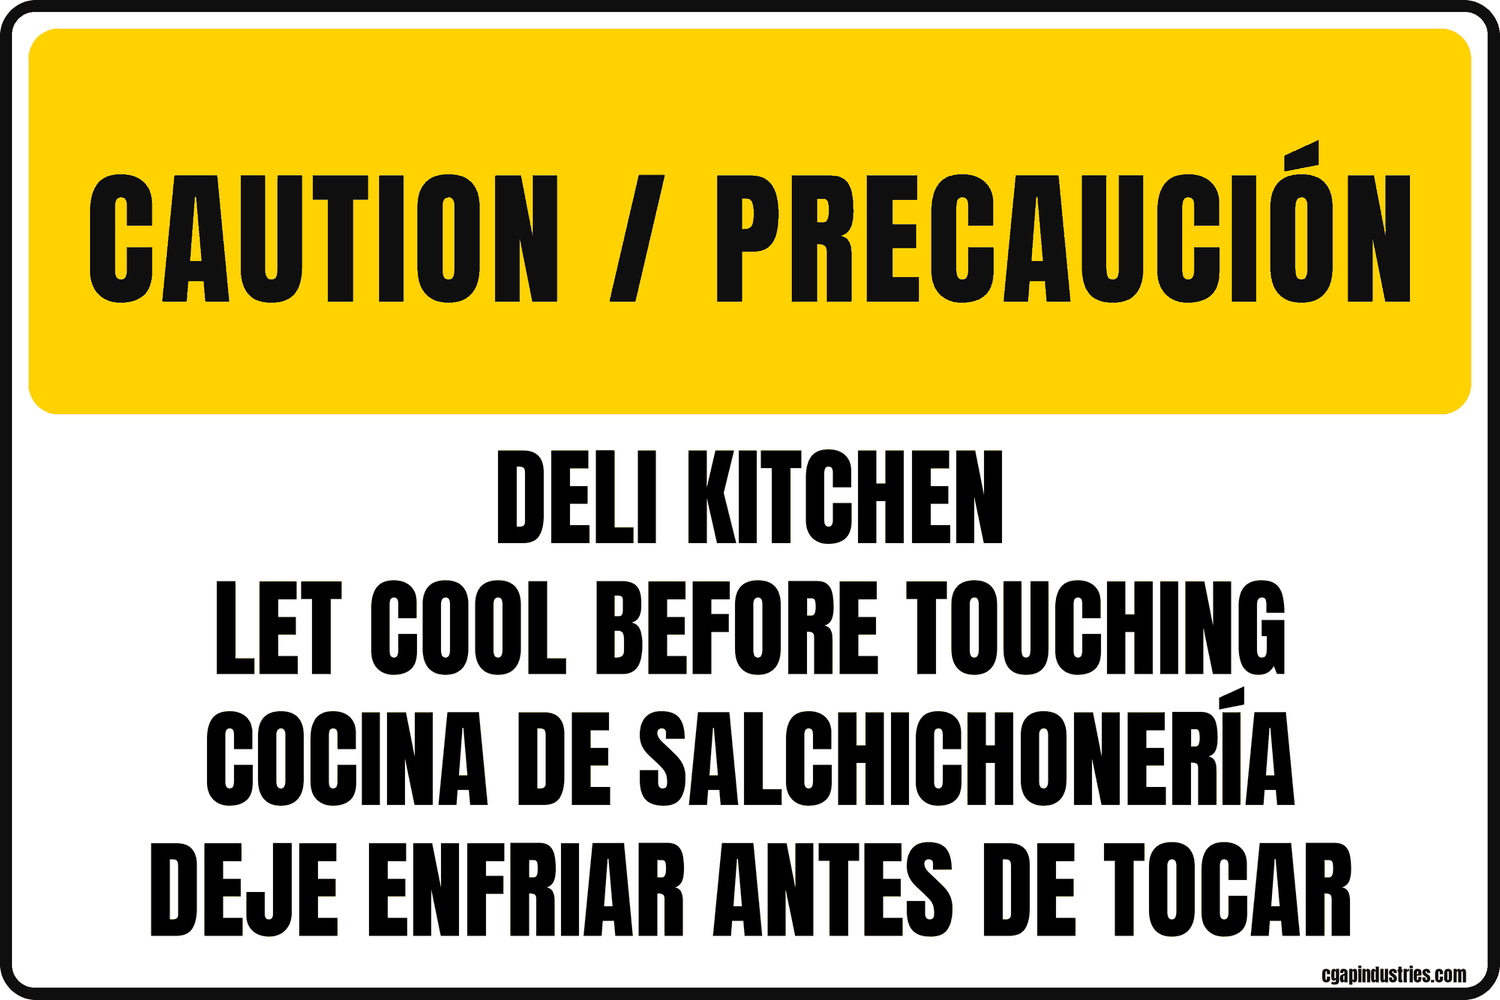 CAUTION / PRECAUCIÓN
DELI KITCHEN
LET COOL BEFORE TOUCHING
COCINA DE SALCHICHONERÍA
DEJE ENFRIAR ANTES DE TOCAR
cgapindustries.com